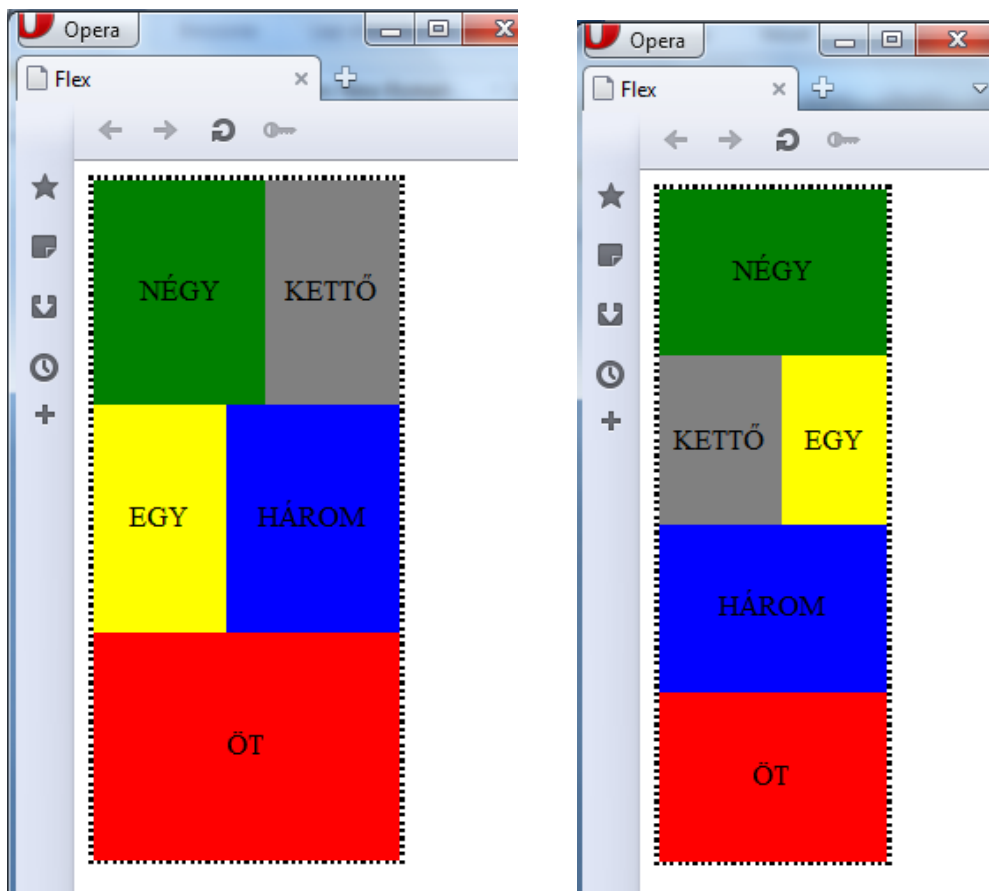 Opera
Flex
NÉGY KETTŐ
EGY HÁROM
ÖT
Opera
Flex
NÉGY
KETTŐ EGY
HÁROM
ÖT